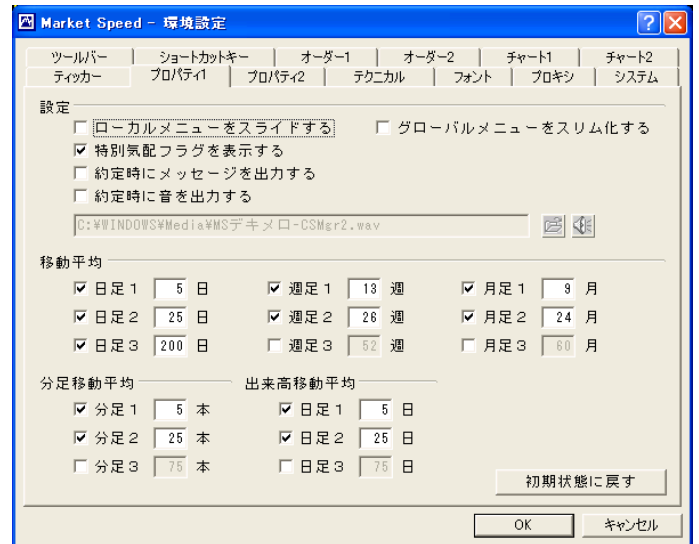 Market Speed - 環境設定
ツールバー ショートカットキー オーダー1 オーダー2 チャート1 チャート2
ティッカー プロパティ1 プロパティ2 テクニカル フォント プロキシ システム
設定
ローカルメニューをスライドする グローバルメニューをスリム化する
特別気配フラグを表示する
約定時にメッセージを出力する
約定時に音を出力する
C:¥WINDOWS¥Media¥MSデキメロ-CSMgr2.wav
移動平均
日足1 5 日 週足1 13 週 月足1 9 月
日足2 25 日 週足2 26 週 月足2 24 月
日足3 200 日 週足3 52 週 月足3 60 月
分足移動平均 出来高移動平均
分足1 5 本 日足1 5 日
分足2 25 本 日足2 25 日
分足3 75 本 日足3 75 日
初期状態に戻す
OK キャンセル